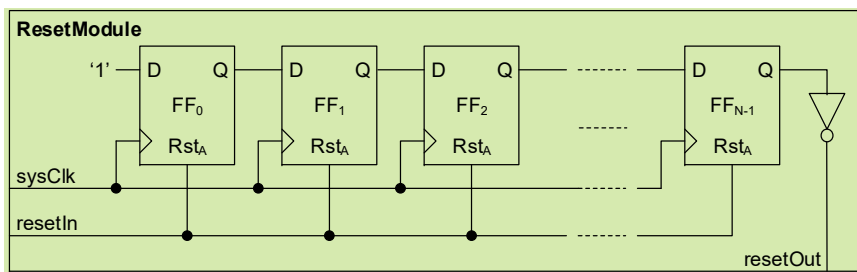 ResetModule
'1' D Q D Q D Q D Q
FF0 FF1 FF2 FFN-1
RstA RstA RstA RstA
sysClk
resetIn
resetOut